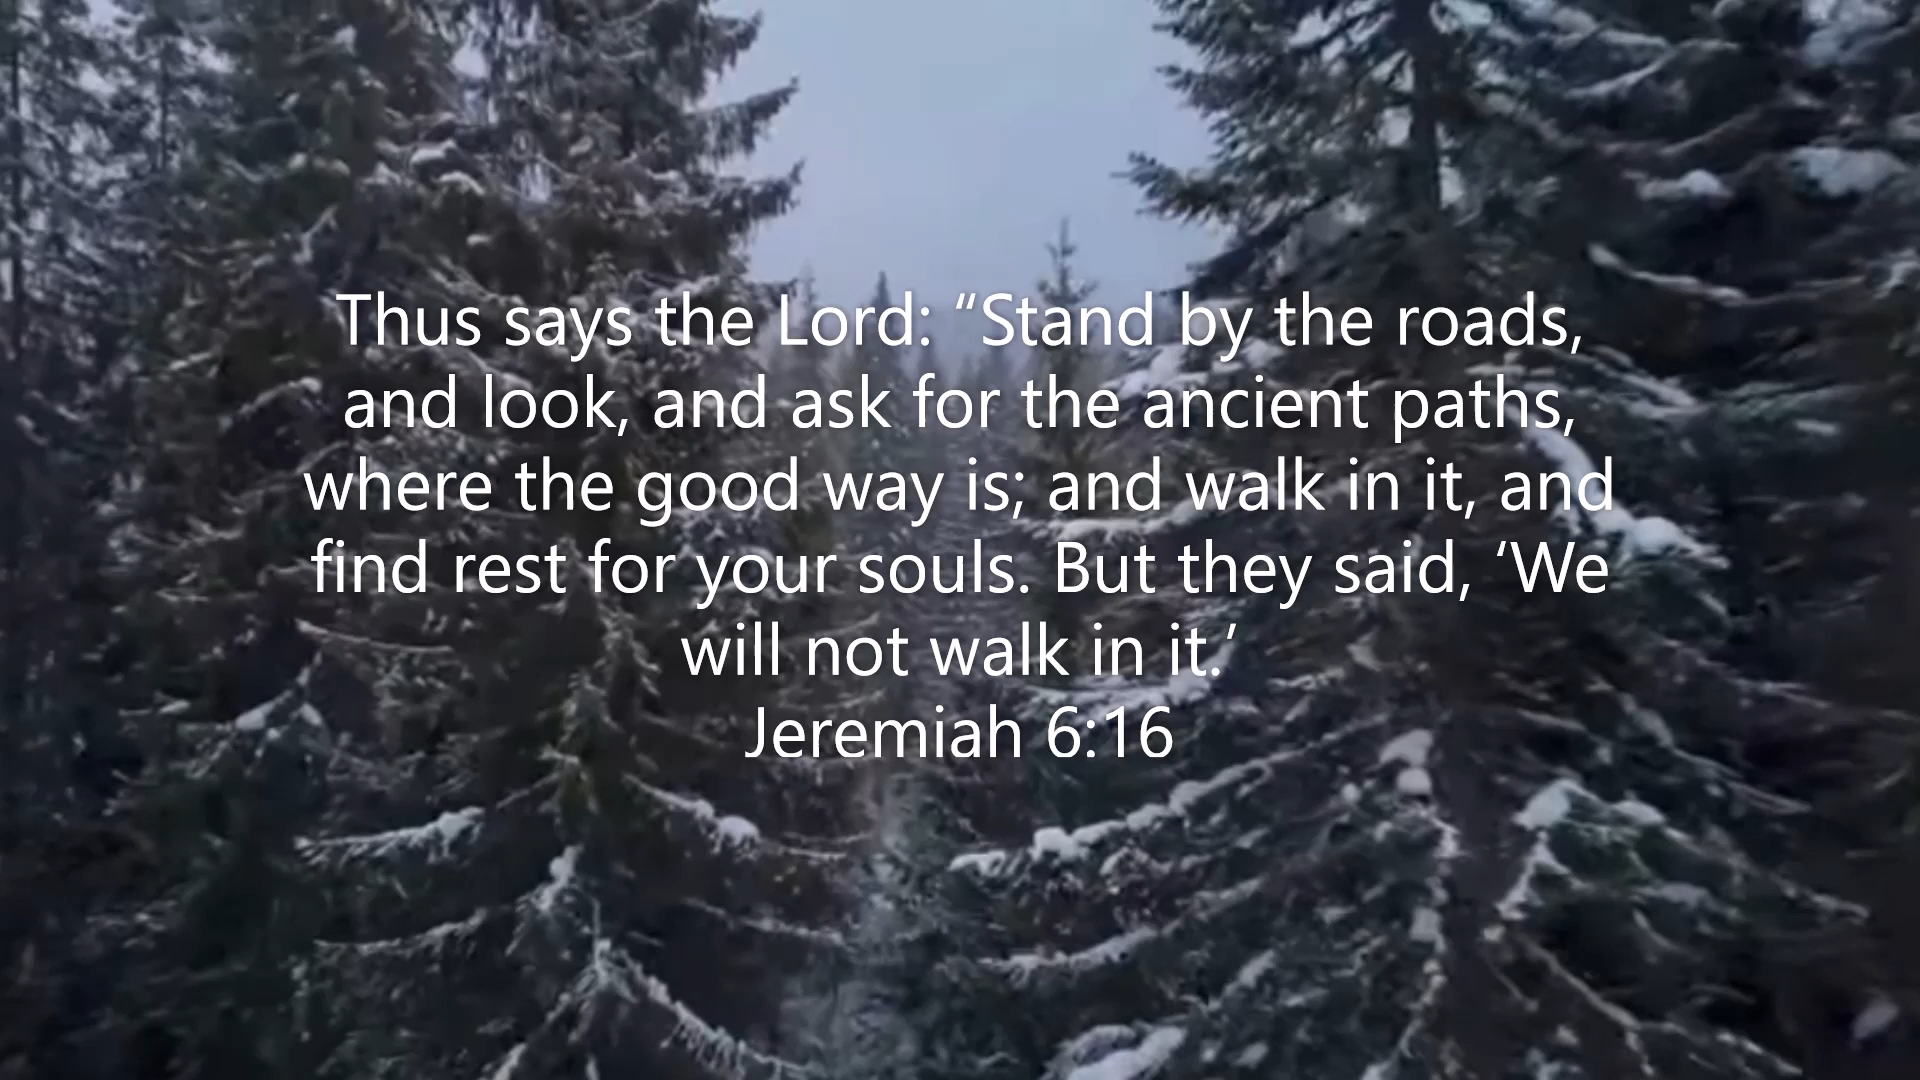 Thus says the Lord: “Stand by the roads,
and look, and ask for the ancient paths,
where the good way is; and walk in it, and
find rest for your souls. But they said, ‘We
will not walk in it.’
Jeremiah 6:16